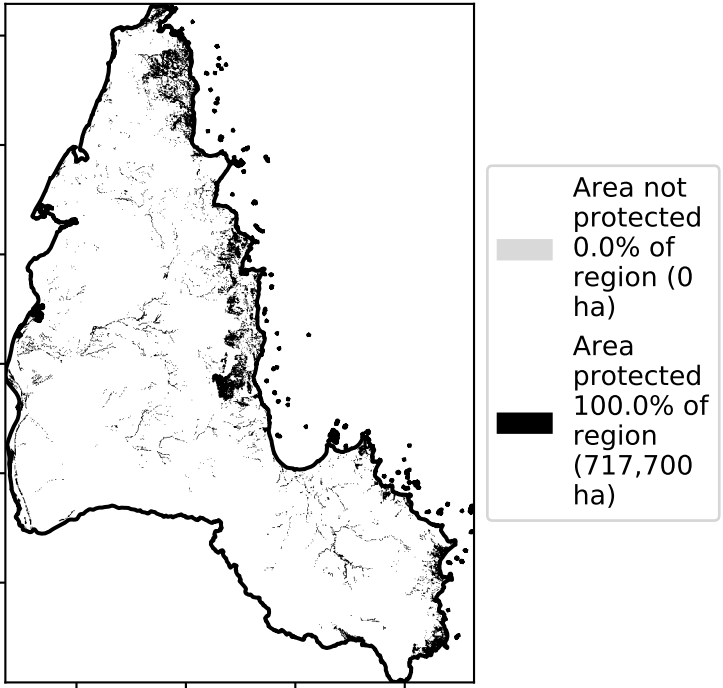 Area not
protected
0.0% of
region (0
ha)
Area
protected
100.0% of
region
(717,700
ha)